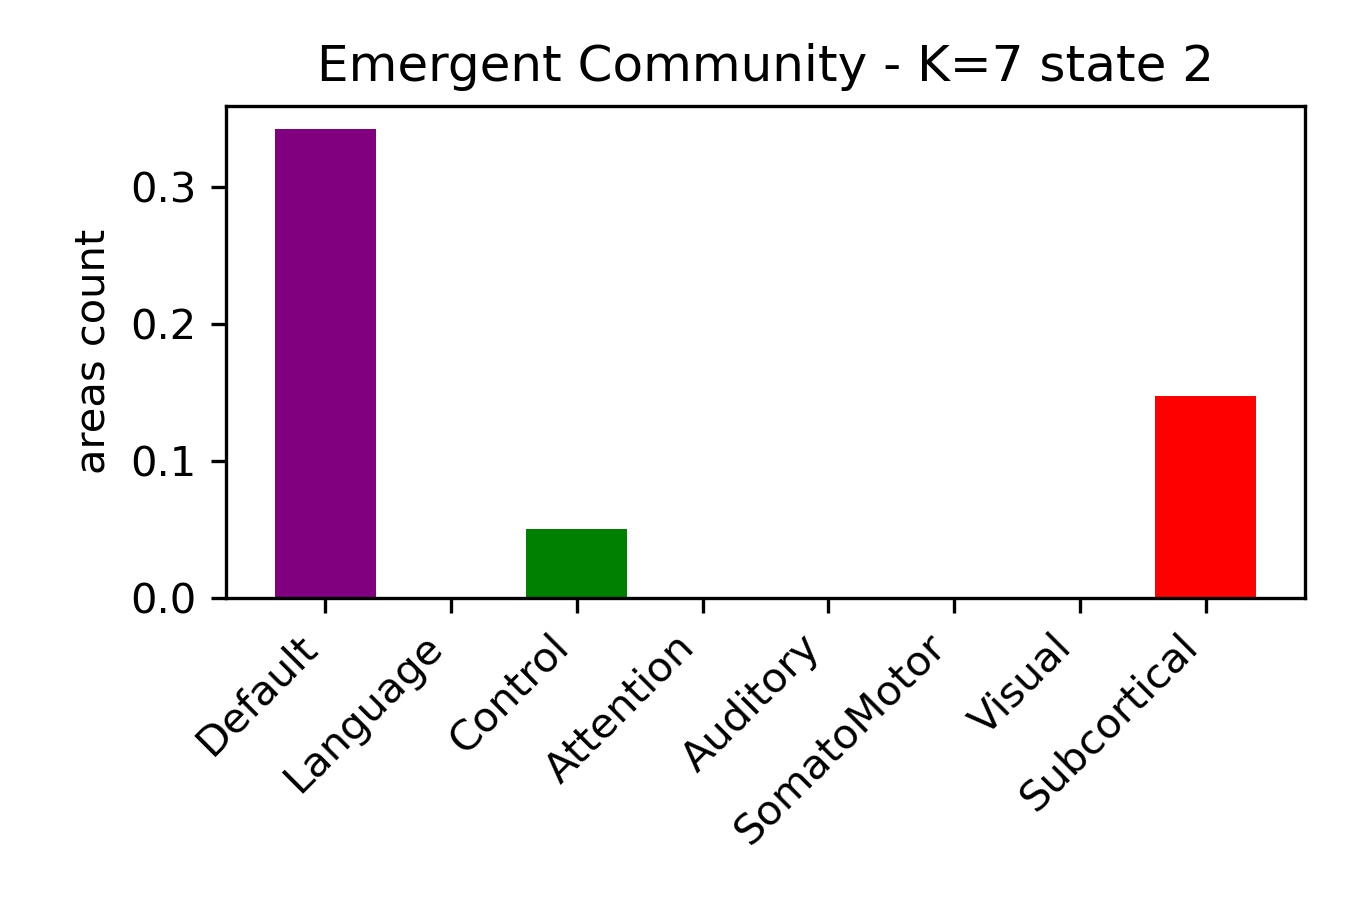 Emergent Community - K=7 state 2
areas count
0.3
0.2
0.1
0.0
Default
Language
Control
Attention
Auditory
SomatoMotor
Visual
Subcortical